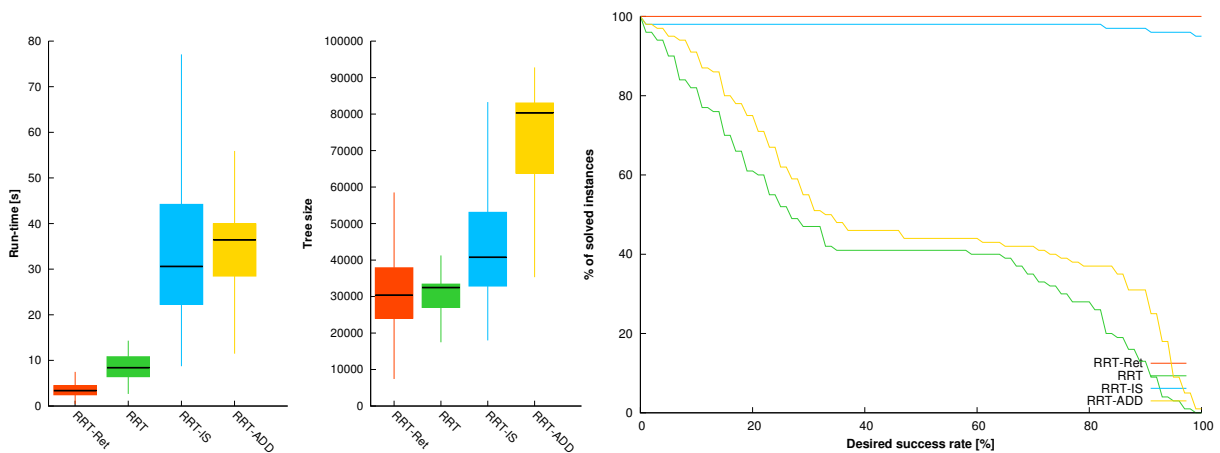 80
70
60
50
40
30
20
10
0
Run-time [s]
RRT-Ret
RRT
RRT-IS
RRT-ADD
100000
90000
80000
70000
60000
50000
40000
30000
20000
10000
0
Tree size
RRT-Ret
RRT
RRT-IS
RRT-ADD
100
80
60
40
20
0
% of solved instances
0 20 40 60 80 100
Desired success rate [%]
RRT-Ret
RRT
RRT-IS
RRT-ADD